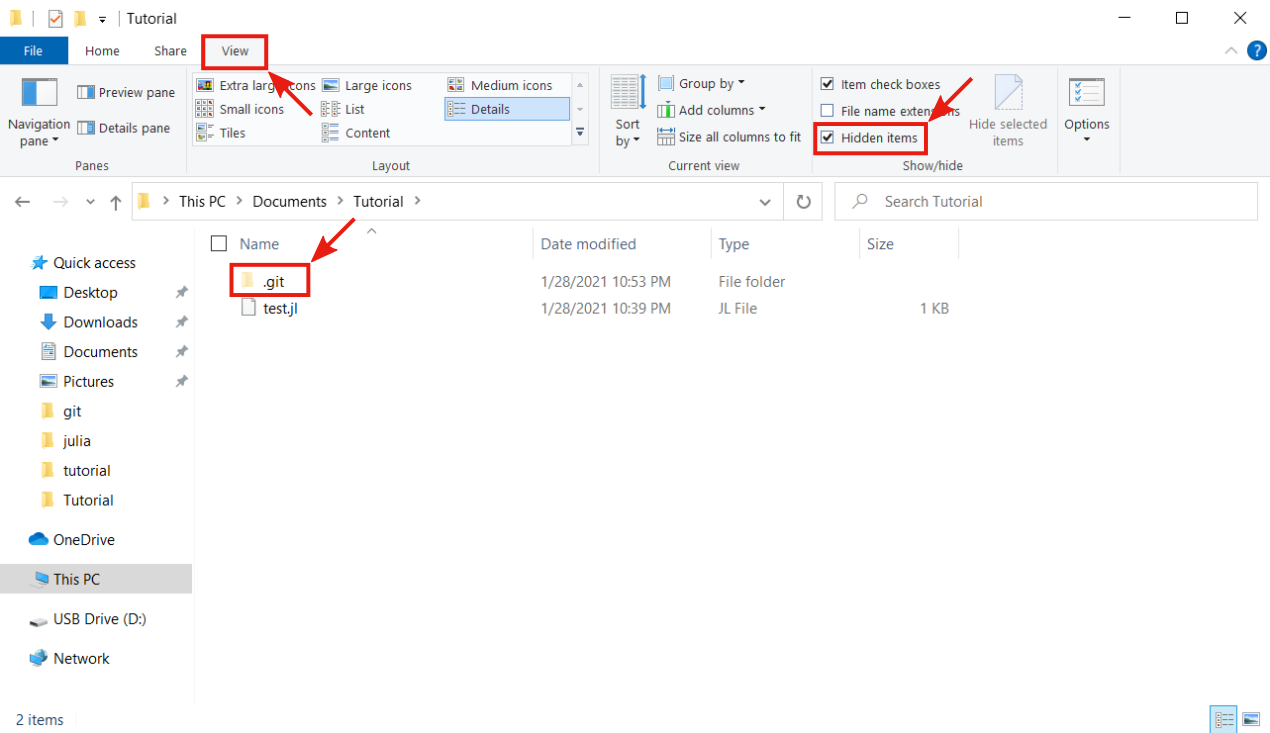 Tutorial
File Home Share View
Preview pane
Details pane
Navigation
pane
Panes
Extra large icons Large icons Medium icons
Small icons List Details
Tiles Content
Layout
Sort
by
Group by
Add columns
Size all columns to fit
Current view
Item check boxes
File name extensions
Hidden items
Hide selected
items
Show/hide
Options
This PC Documents Tutorial
Search Tutorial
Name Date modified Type Size
.git 1/28/2021 10:53 PM File folder
test.jl 1/28/2021 10:39 PM JL File 1 KB
Quick access
Desktop
Downloads
Documents
Pictures
git
julia
tutorial
Tutorial
OneDrive
This PC
USB Drive (D:)
Network
2 items